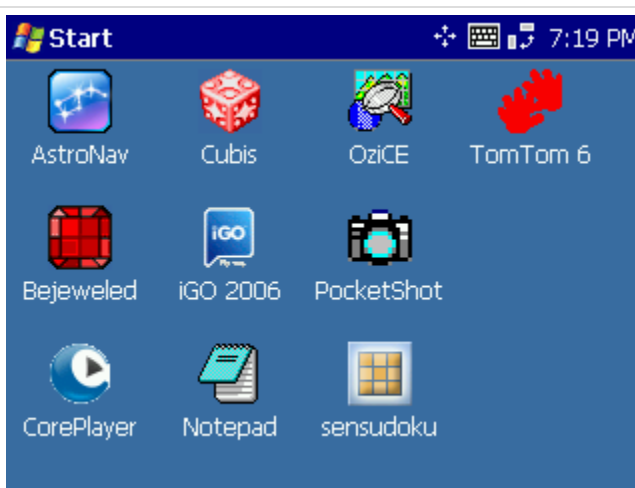 Start 7:19 PM
AstroNav Cubis OziCE TomTom 6
iGO
Bejeweled iGO 2006 PocketShot
CorePlayer Notepad sensudoku